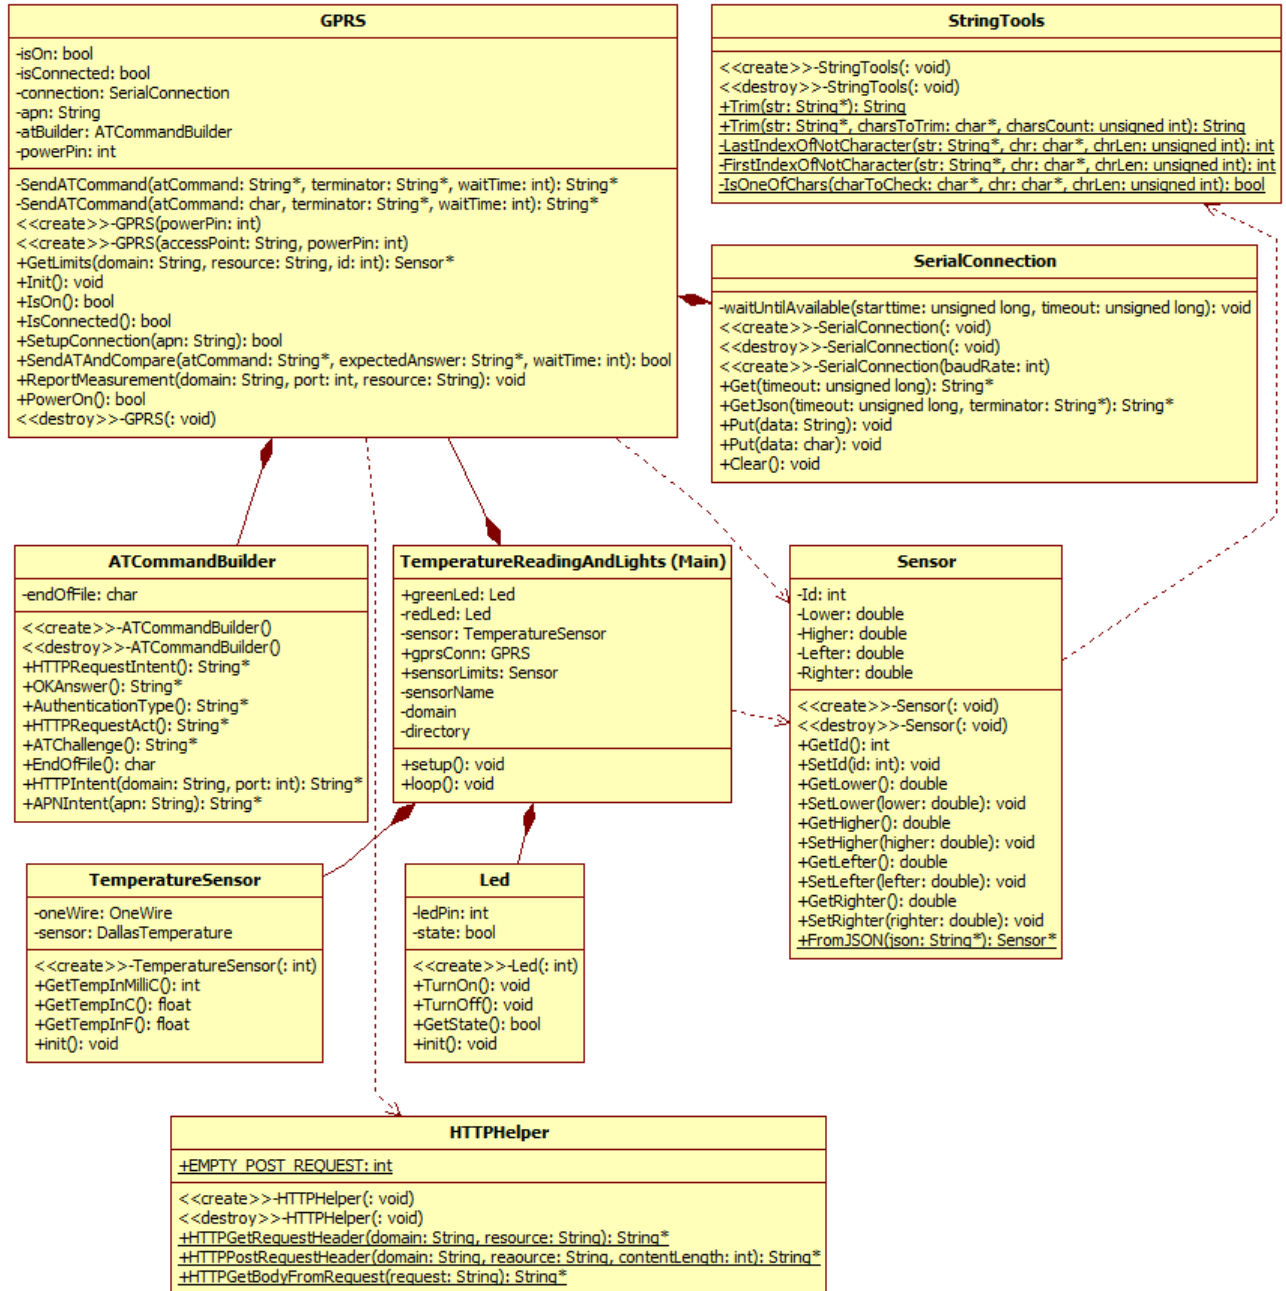 GPRS
-isOn: bool
-isConnected: bool
-connection: SerialConnection
-apn: String
-atBuilder: ATCommandBuilder
-powerPin: int
-SendATCommand(atCommand: String*, terminator: String*, waitTime: int): String*
-SendATCommand(atCommand: char, terminator: String*, waitTime: int): String*
<<create>>-GPRS(powerPin: int)
<<create>>-GPRS(accessPoint: String, powerPin: int)
+GetLimits(domain: String, resource: String, id: int): Sensor*
+Init(): void
+IsOn(): bool
+IsConnected(): bool
+SetupConnection(apn: String): bool
+SendATAndCompare(atCommand: String*, expectedAnswer: String*, waitTime: int): bool
+ReportMeasurement(domain: String, port: int, resource: String): void
+PowerOn(): bool
<<destroy>>-GPRS(: void)
StringTools
<<create>>-StringTools(: void)
<<destroy>>-StringTools(: void)
+Trim(str: String*): String
+Trim(str: String*, charsToTrim: char*, charsCount: unsigned int): String
-LastIndexOfNotCharacter(str: String*, chr: char*, chrLen: unsigned int): int
-FirstIndexOfNotCharacter(str: String*, chr: char*, chrLen: unsigned int): int
-IsOneOfChars(charToCheck: char*, chr: char*, chrLen: unsigned int): bool
SerialConnection
-waitUntilAvailable(starttime: unsigned long, timeout: unsigned long): void
<<create>>-SerialConnection(: void)
<<destroy>>-SerialConnection(: void)
<<create>>-SerialConnection(baudRate: int)
+Get(timeout: unsigned long): String*
+GetJson(timeout: unsigned long, terminator: String*): String*
+Put(data: String): void
+Put(data: char): void
+Clear(): void
ATCommandBuilder
-endOfFile: char
<<create>>-ATCommandBuilder()
<<destroy>>-ATCommandBuilder()
+HTTPRequestIntent(): String*
+OKAnswer(): String*
+AuthenticationType(): String*
+HTTPRequestAct(): String*
+ATChallenge(): String*
+EndOfFile(): char
+HTTPIntent(domain: String, port: int): String*
+APNIntent(apn: String): String*
TemperatureReadingAndLights (Main)
+greenLed: Led
-redLed: Led
-sensor: TemperatureSensor
+gprsConn: GPRS
+sensorLimits: Sensor
-sensorName
-domain
-directory
+setup(): void
+loop(): void
Sensor
-Id: int
-Lower: double
-Higher: double
-Lefter: double
-Righter: double
<<create>>-Sensor(: void)
<<destroy>>-Sensor(: void)
+GetId(): int
+SetId(id: int): void
+GetLower(): double
+SetLower(lower: double): void
+GetHigher(): double
+SetHigher(higher: double): void
+GetLefter(): double
+SetLefter(lefter: double): void
+GetRighter(): double
+SetRighter(righter: double): void
+FromJSON(json: String*): Sensor*
TemperatureSensor
-oneWire: OneWire
-sensor: DallasTemperature
<<create>>-TemperatureSensor(: int)
+GetTempInMilliC(): int
+GetTempInC(): float
+GetTempInF(): float
+init(): void
Led
-ledPin: int
-state: bool
<<create>>-Led(: int)
+TurnOn(): void
+TurnOff(): void
+GetState(): bool
+init(): void
HTTPHelper
+EMPTY_POST_REQUEST: int
<<create>>-HTTPHelper(: void)
<<destroy>>-HTTPHelper(: void)
+HTTPGetRequestHeader(domain: String, resource: String): String*
+HTTPPostRequestHeader(domain: String, reaource: String, contentLength: int): String*
+HTTPGetBodyFromRequest(request: String): String*